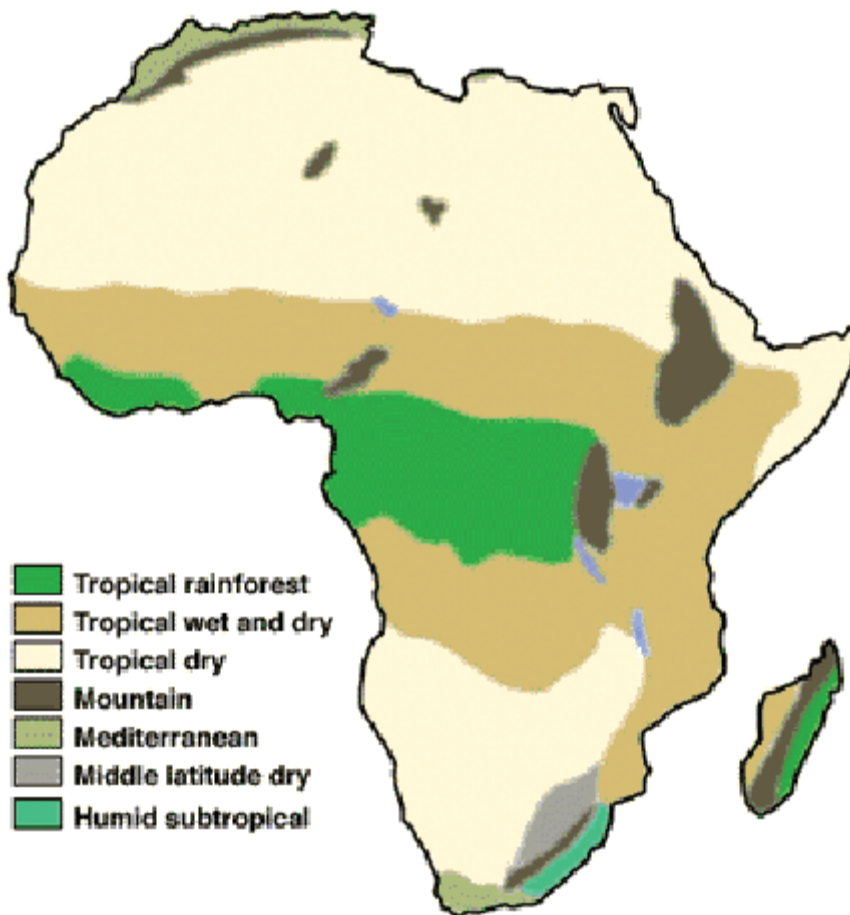 Tropical rainforest
Tropical wet and dry
Tropical dry
Mountain
Mediterranean
Middle latitude dry
Humid subtropical